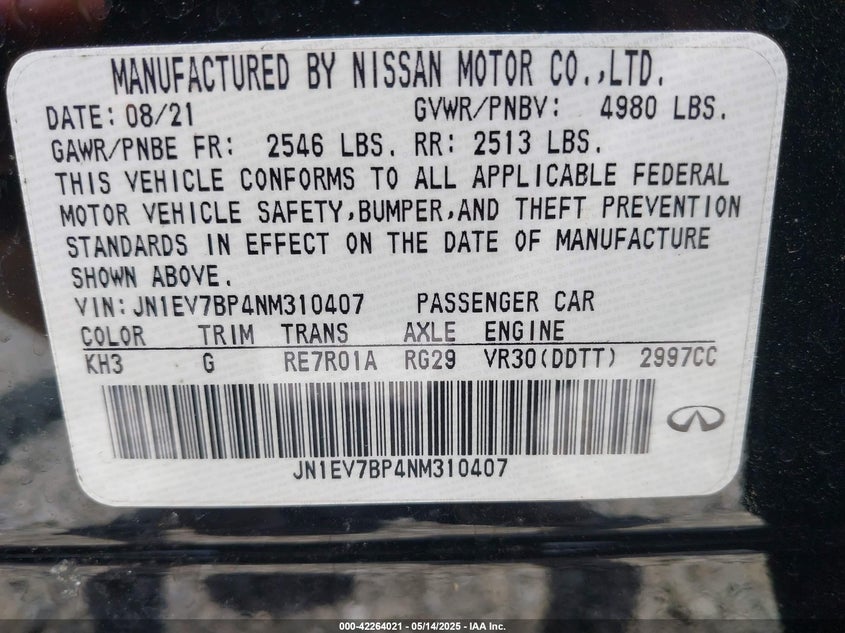 MANUFACTURED BY NISSAN MOTOR CO.,LTD.
DATE: 08/21 GVWR/PNBV: 4980 LBS.
GAWR/PNBE FR: 2546 LBS. RR: 2513 LBS.
THIS VEHICLE CONFORMS TO ALL APPLICABLE FEDERAL
MOTOR VEHICLE SAFETY,BUMPER,AND THEFT PREVENTION
STANDARDS IN EFFECT ON THE DATE OF MANUFACTURE
SHOWN ABOVE.
VIN:JN1EV7BP4NM310407 PASSENGER CAR
COLOR TRIM TRANS AXLE ENGINE
KH3 G RE7R01A RG29 VR30(DDTT) 2997CC
JN1EV7BP4NM310407
000-42264021 - 05/14/2025 - IAA Inc.